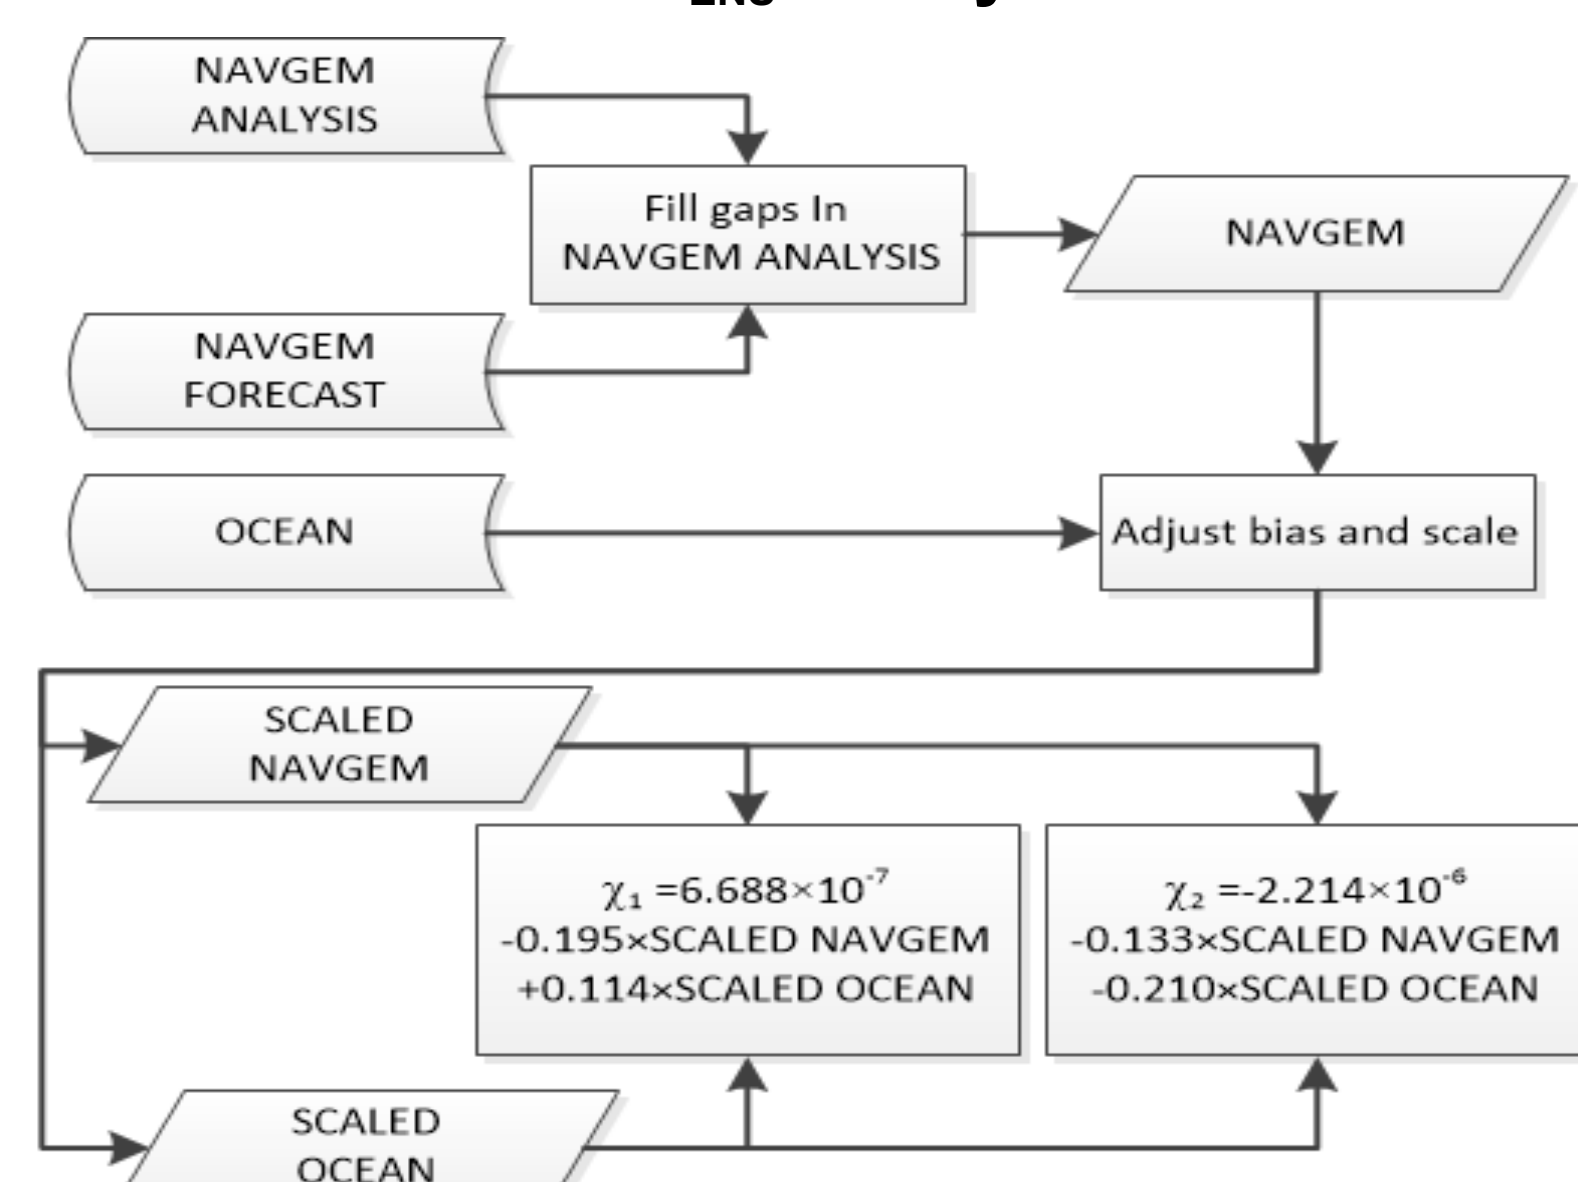 NAVGEM
ANALYSIS
Fill gaps In
NAVGEM ANALYSIS
NAVGEM
NAVGEM
FORECAST
OCEAN
Adjust bias and scale
SCALED
NAVGEM
χ₁ =6.688×10⁻⁷
-0.195×SCALED NAVGEM
+0.114×SCALED OCEAN
χ₂ =-2.214×10⁻⁶
-0.133×SCALED NAVGEM
-0.210×SCALED OCEAN
SCALED
OCEAN